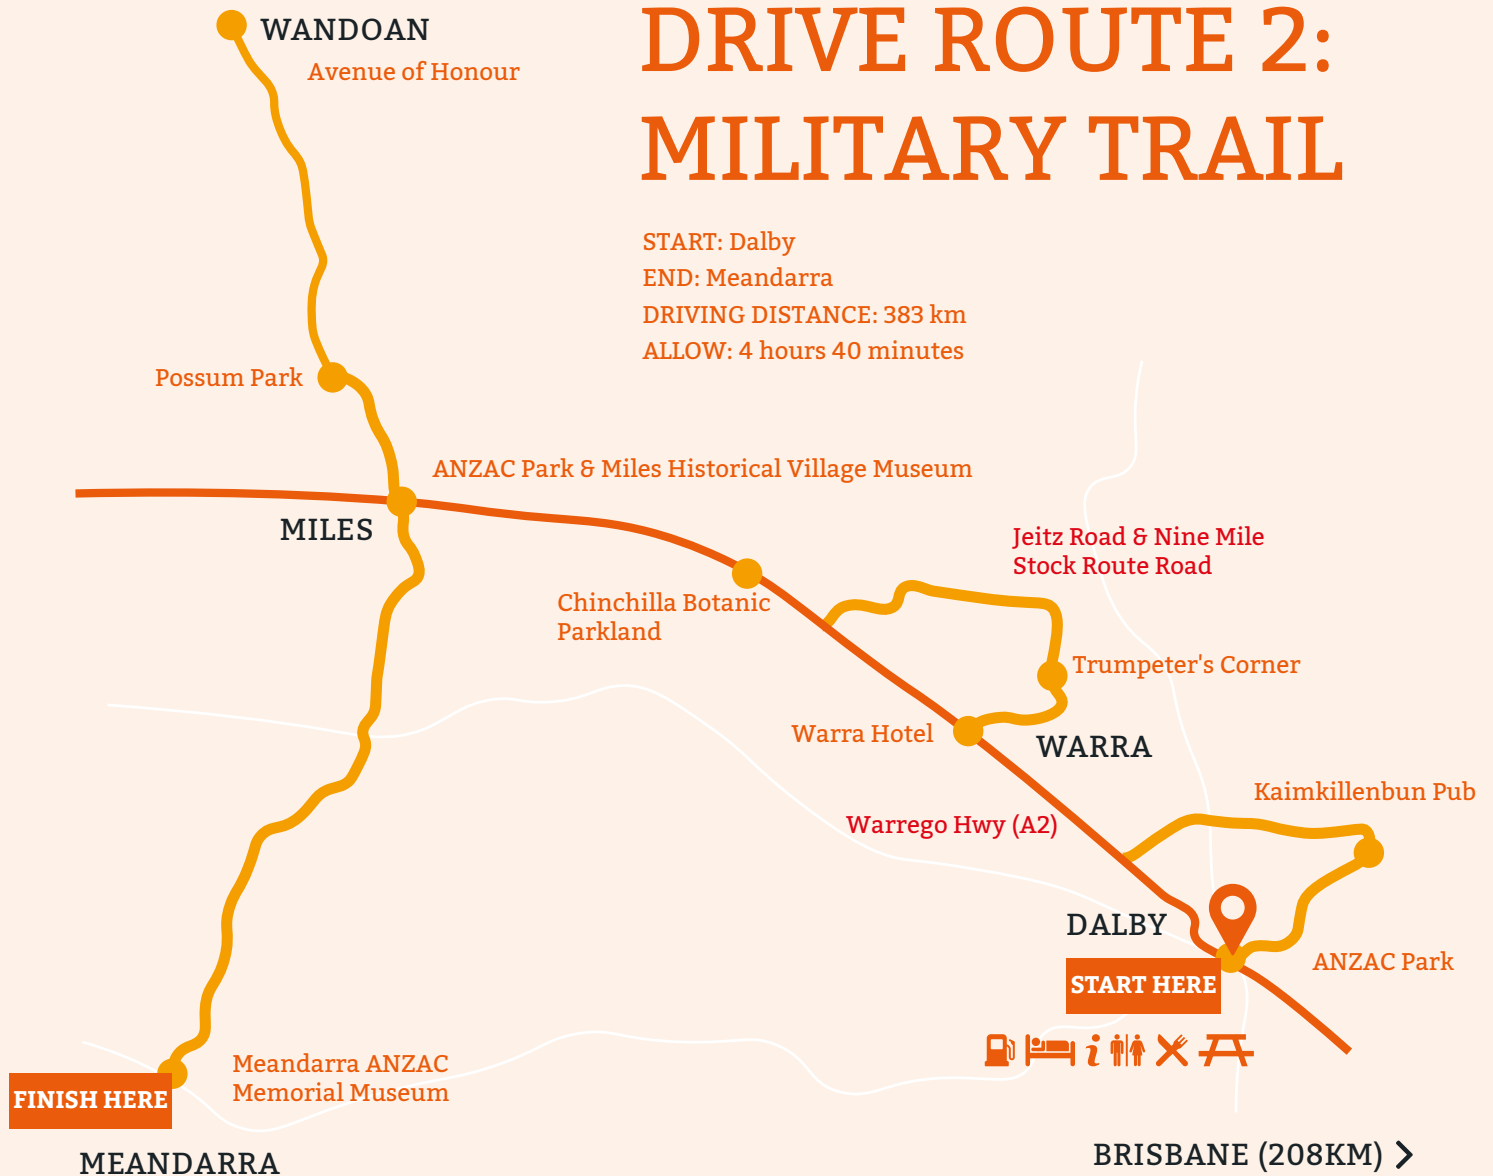 DRIVE ROUTE 2:
MILITARY TRAIL
START: Dalby
END: Meandarra
DRIVING DISTANCE: 383 km
ALLOW: 4 hours 40 minutes
WANDOAN
Avenue of Honour
Possum Park
ANZAC Park & Miles Historical Village Museum
MILES
Jeitz Road & Nine Mile
Stock Route Road
Chinchilla Botanic
Parkland
Trumpeter's Corner
Warra Hotel
WARRA
Kaimkillenbun Pub
Warrego Hwy (A2)
DALBY
START HERE
ANZAC Park
Meandarra ANZAC
Memorial Museum
FINISH HERE
MEANDARRA
BRISBANE (208KM)